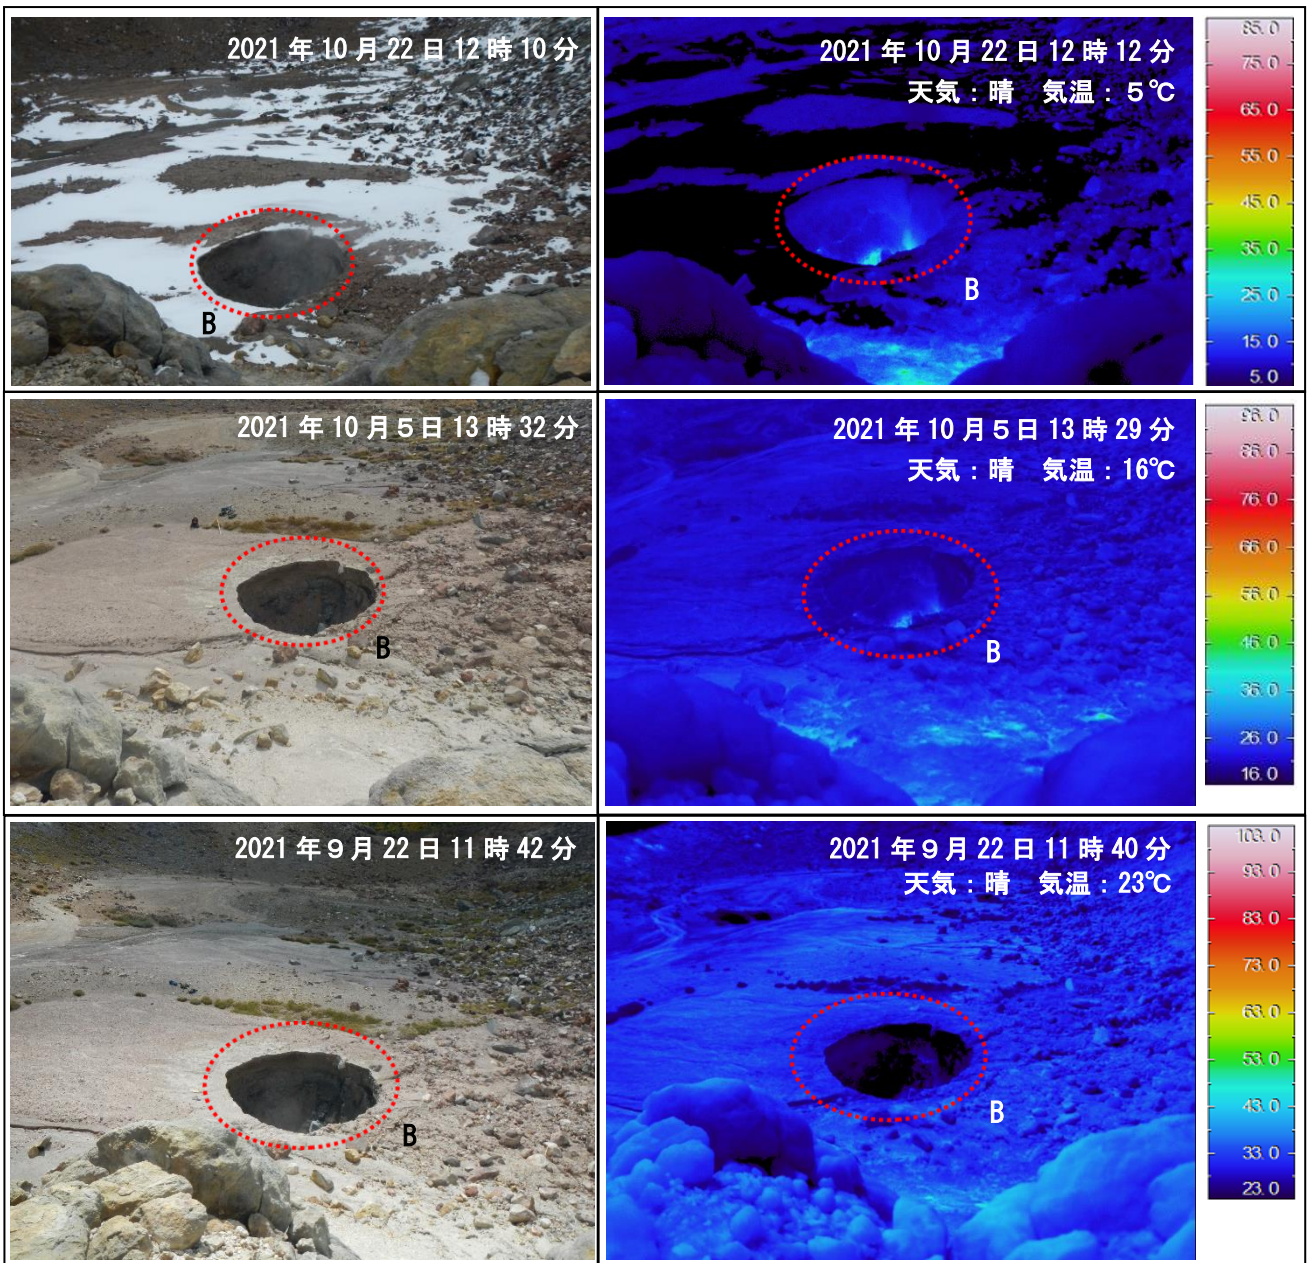 2021 年 10 月 22 日 12 時 10 分
B
2021 年 10 月 22 日 12 時 12 分
天気：晴　気温：５℃
B
85.0
75.0
65.0
55.0
45.0
35.0
25.0
15.0
5.0
2021 年 10 月５日 13 時 32 分
B
2021 年 10 月５日 13 時 29 分
天気：晴　気温：16℃
B
96.0
86.0
76.0
66.0
56.0
46.0
36.0
26.0
16.0
2021 年９月 22 日 11 時 42 分
B
2021 年９月 22 日 11 時 40 分
天気：晴　気温：23℃
B
103.0
93.0
83.0
73.0
63.0
53.0
43.0
33.0
23.0